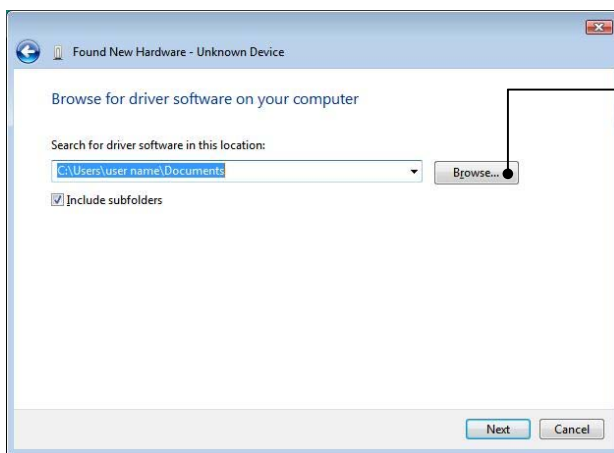 Found New Hardware - Unknown Device
Browse for driver software on your computer
Search for driver software in this location:
C:\Users\user name\Documents
Browse...
Include subfolders
Next
Cancel